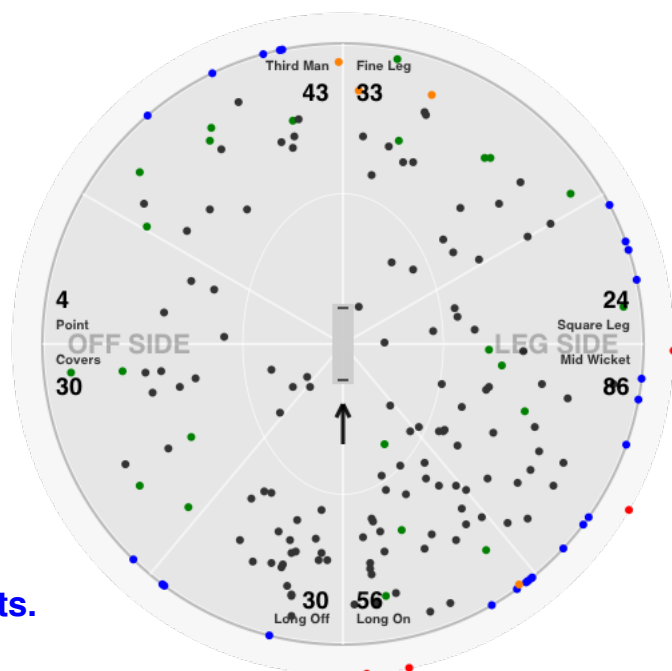 Third Man Fine Leg
43 33
4 24
Point Square Leg
OFF SIDE LEG SIDE
Covers Mid Wicket
30 86
ts.
30 56
Long Off Long On